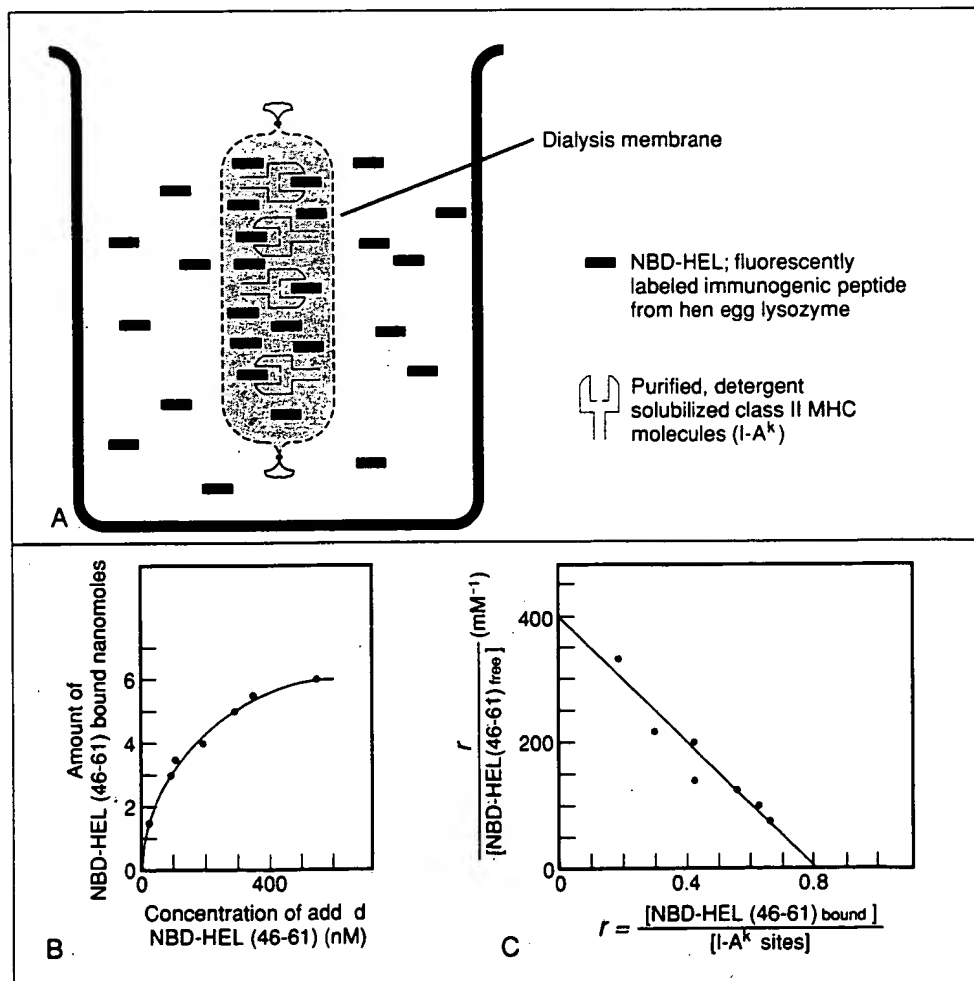 Dialysis membrane
NBD-HEL; fluorescently
labeled immunogenic peptide
from hen egg lysozyme
Purified, detergent
solubilized class II MHC
molecules (I-Aᵏ)
A
Amount of
NBD-HEL (46-61) bound nanomoles
6
4
2
0
0
400
Concentration of add d
NBD-HEL (46-61) (nM)
B
r
[NBD-HEL(46-61) free]
(mM⁻¹)
400
200
0
0
0.4
0.8
r = [NBD-HEL (46-61) bound]
[I-Aᵏ sites]
C